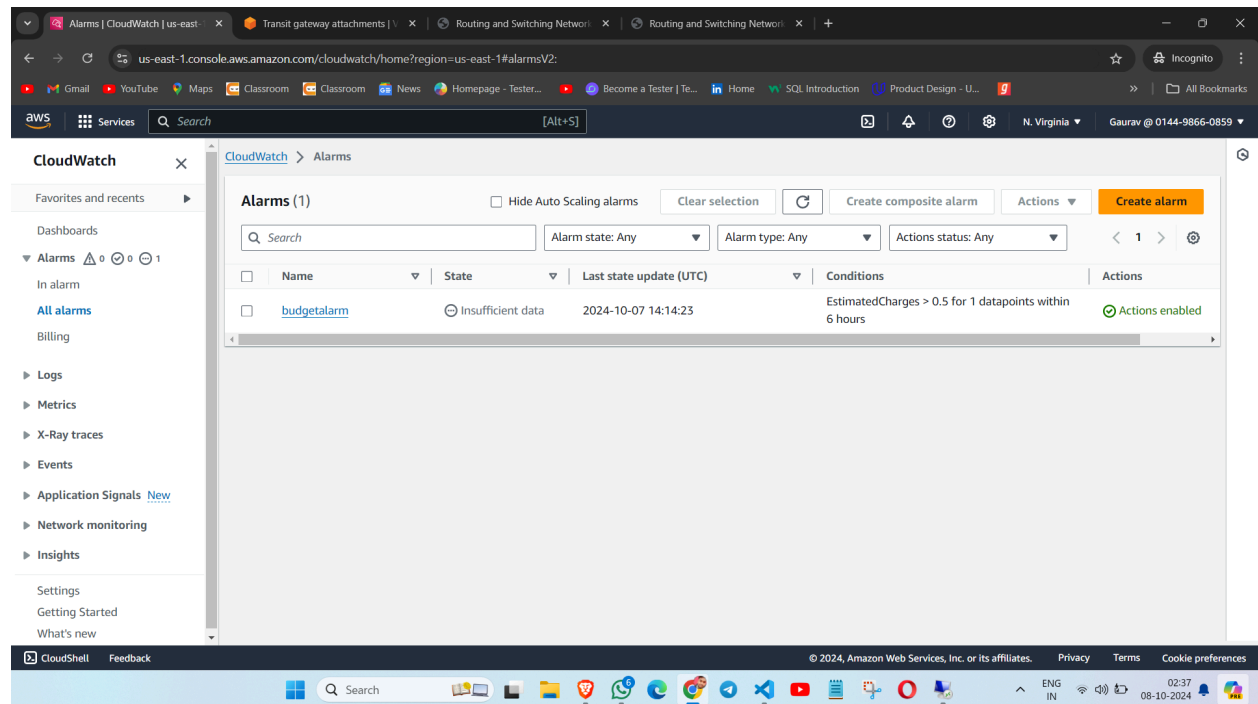 Alarms | CloudWatch | us-east-
Transit gateway attachments | V
Routing and Switching Network
Routing and Switching Network
us-east-1.console.aws.amazon.com/cloudwatch/home?region=us-east-1#alarmsV2:
Incognito
Gmail
YouTube
Maps
Classroom
Classroom
News
Homepage - Tester...
Become a Tester | Te...
Home
SQL Introduction
Product Design - U...
All Bookmarks
aws
Services
Search
[Alt+S]
N. Virginia
Gaurav @ 0144-9866-0859
CloudWatch
Favorites and recents
Dashboards
Alarms 0 0 1
In alarm
All alarms
Billing
Logs
Metrics
X-Ray traces
Events
Application Signals New
Network monitoring
Insights
Settings
Getting Started
What's new
CloudWatch > Alarms
Alarms (1)
Hide Auto Scaling alarms
Clear selection
Create composite alarm
Actions
Create alarm
Search
Alarm state: Any
Alarm type: Any
Actions status: Any
1
Name
State
Last state update (UTC)
Conditions
Actions
budgetalarm
Insufficient data
2024-10-07 14:14:23
EstimatedCharges > 0.5 for 1 datapoints within
6 hours
Actions enabled
CloudShell
Feedback
© 2024, Amazon Web Services, Inc. or its affiliates.
Privacy
Terms
Cookie preferences
Search
6
ENG
IN
02:37
08-10-2024
PRE